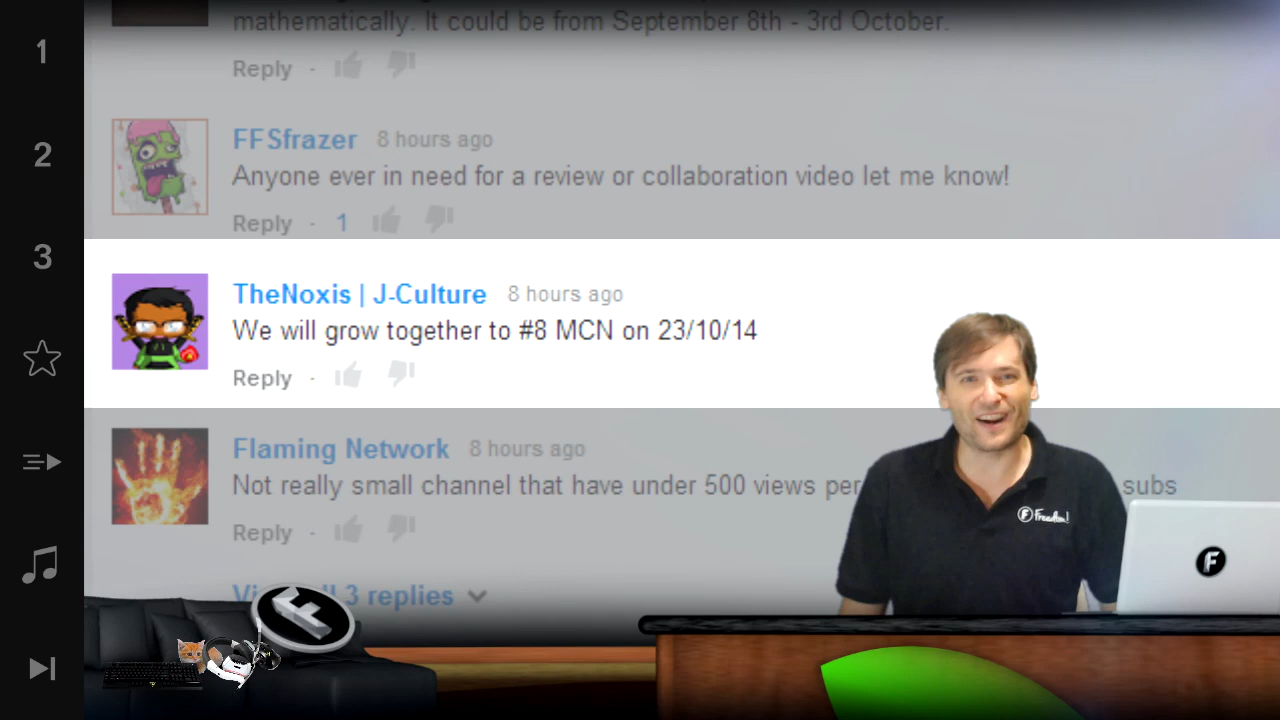 mathematically. It could be from September 8th - 3rd October.
Reply ·
FFSfrazer 8 hours ago
Anyone ever in need for a review or collaboration video let me know!
Reply · 1
TheNoxis | J-Culture 8 hours ago
We will grow together to #8 MCN on 23/10/14
Reply ·
Flaming Network 8 hours ago
Not really small channel that have under 500 views per subs
Reply ·
3 replies
1
2
3
Freedom!
F
F